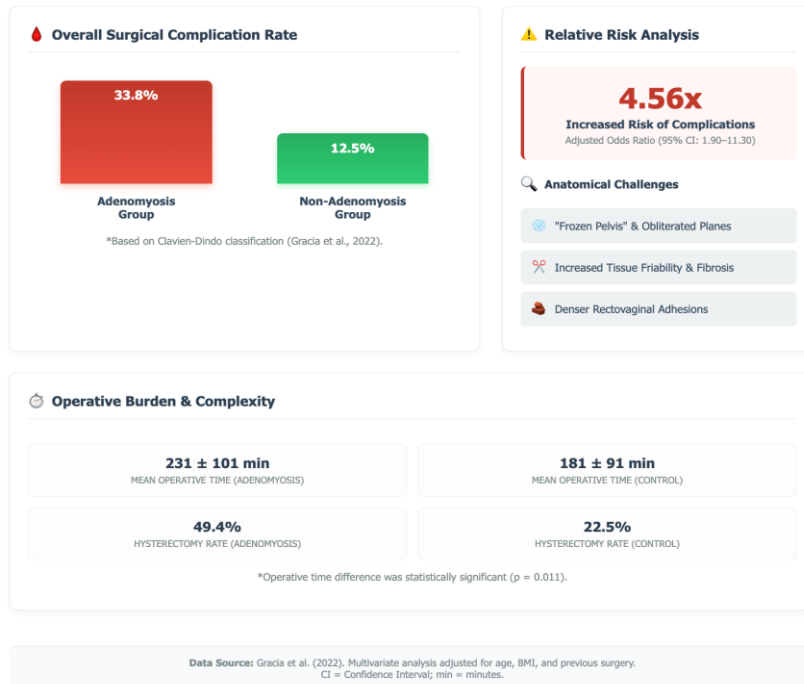 Overall Surgical Complication Rate
33.8%
12.5%
Adenomyosis
Group
Non-Adenomyosis
Group
*Based on Clavien-Dindo classification (Gracia et al., 2022).
Relative Risk Analysis
4.56x
Increased Risk of Complications
Adjusted Odds Ratio (95% CI: 1.90–11.30)
Anatomical Challenges
"Frozen Pelvis" & Obliterated Planes
Increased Tissue Friability & Fibrosis
Denser Rectovaginal Adhesions
Operative Burden & Complexity
231 ± 101 min
MEAN OPERATIVE TIME (ADENOMYOSIS)
181 ± 91 min
MEAN OPERATIVE TIME (CONTROL)
49.4%
HYSTERECTOMY RATE (ADENOMYOSIS)
22.5%
HYSTERECTOMY RATE (CONTROL)
*Operative time difference was statistically significant (p = 0.011).
Data Source: Gracia et al. (2022). Multivariate analysis adjusted for age, BMI, and previous surgery.
CI = Confidence Interval; min = minutes.